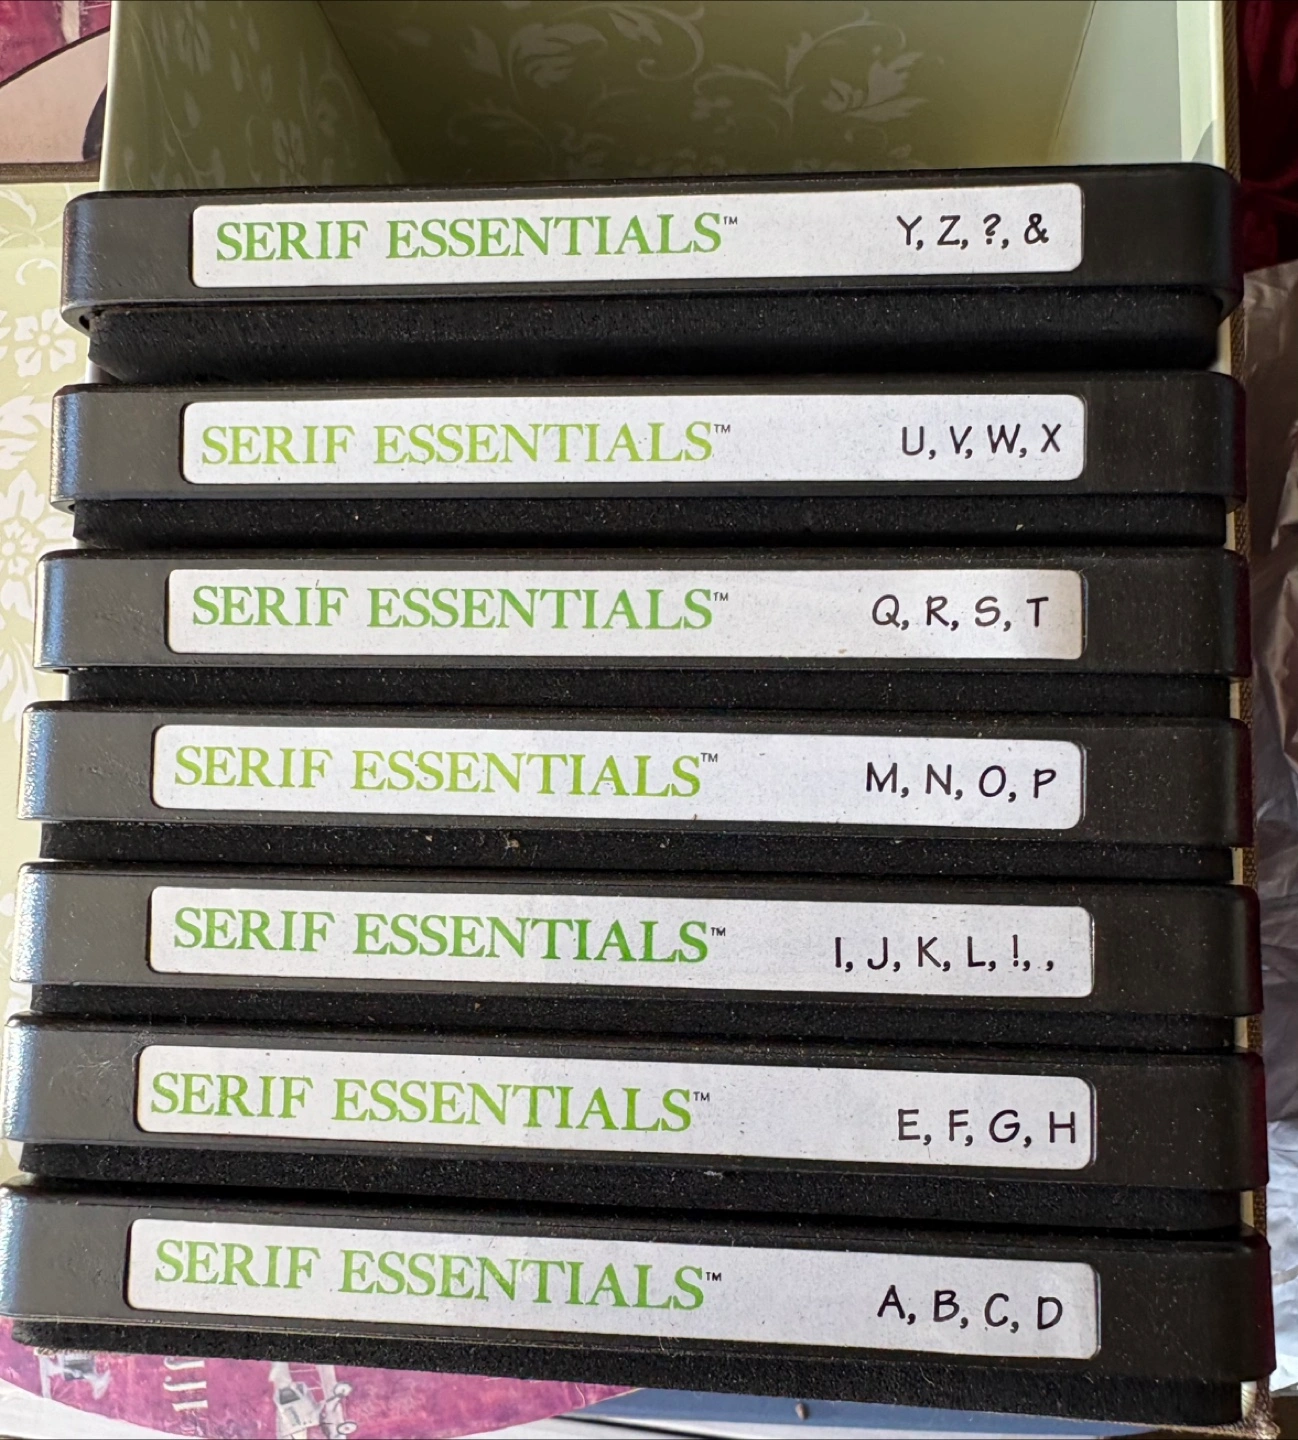 SERIF ESSENTIALS™ Y, Z, ?, &
SERIF ESSENTIALS™ U, V, W, X
SERIF ESSENTIALS™ Q, R, S, T
SERIF ESSENTIALS™ M, N, O, P
SERIF ESSENTIALS™ I, J, K, L, !, ,
SERIF ESSENTIALS™ E, F, G, H
SERIF ESSENTIALS™ A, B, C, D